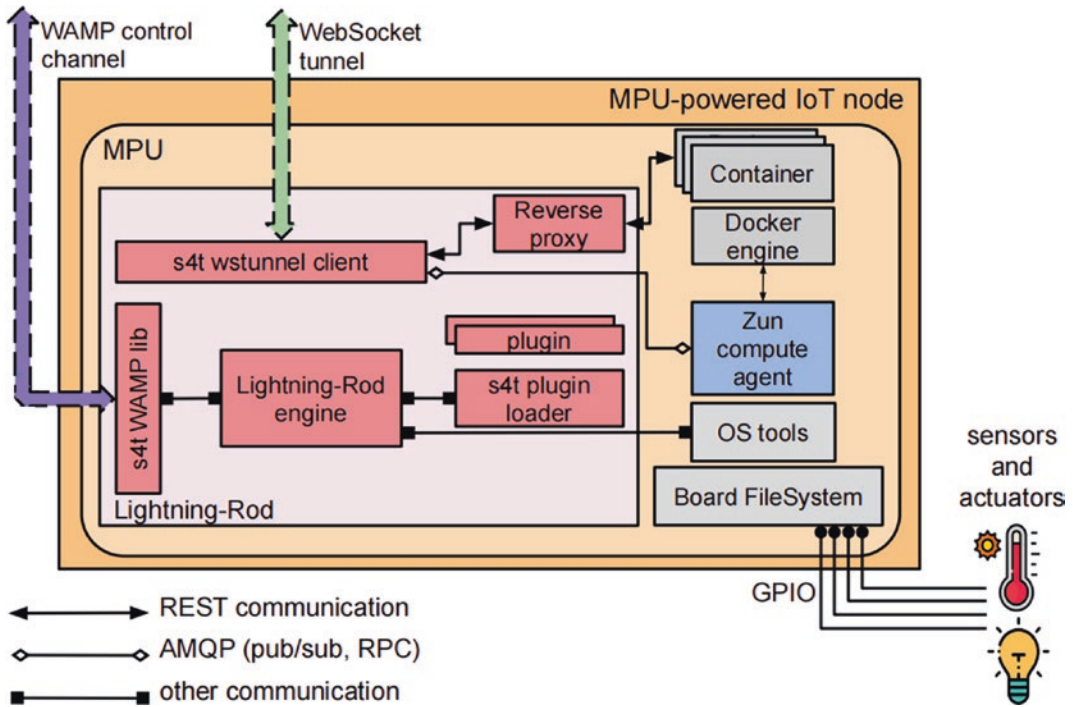 WAMP control
channel
WebSocket
tunnel
MPU-powered IoT node
MPU
Container
Reverse
proxy
Docker
engine
s4t wstunnel client
Zun
compute
agent
plugin
s4t WAMP lib
Lightning-Rod
engine
s4t plugin
loader
OS tools
Board FileSystem
Lightning-Rod
sensors
and
actuators
GPIO
REST communication
AMQP (pub/sub, RPC)
other communication